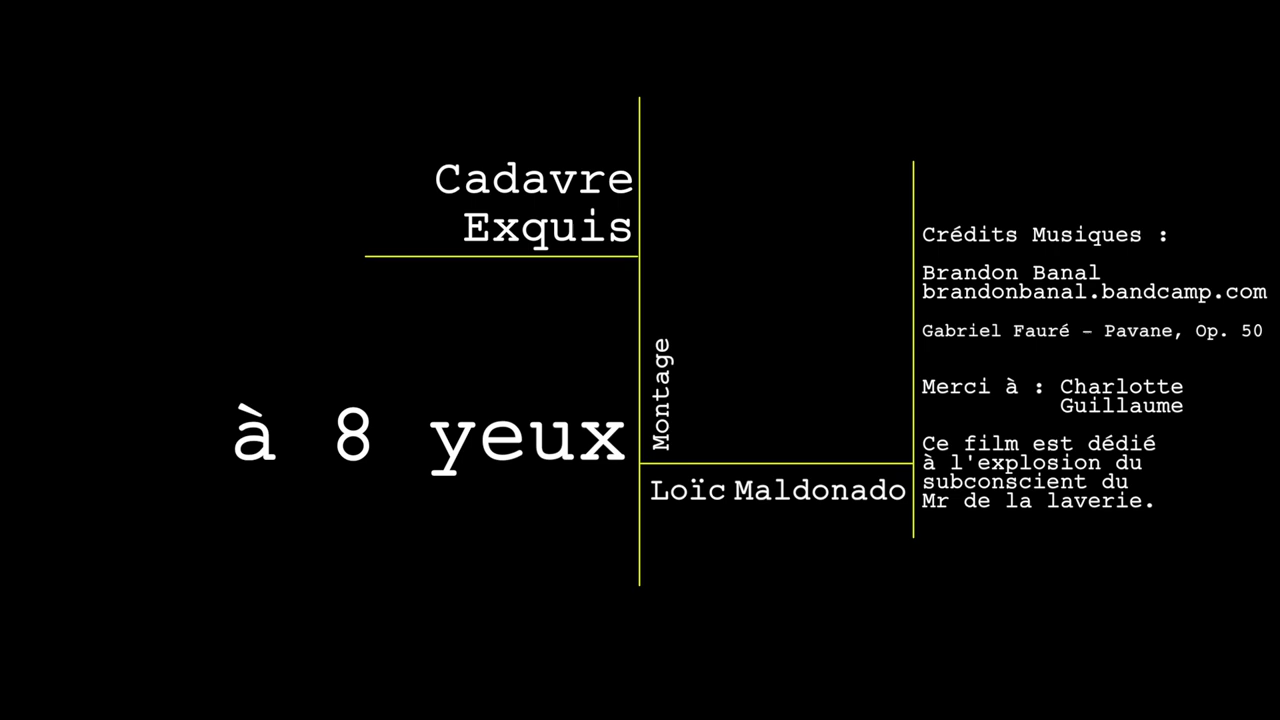 Cadavre
Exquis
à 8 yeux
Montage
Loïc Maldonado
Crédits Musiques :
Brandon Banal
brandonbanal.bandcamp.com
Gabriel Fauré - Pavane, Op. 50
Merci à : Charlotte
Guillaume
Ce film est dédié
à l'explosion du
subconscient du
Mr de la laverie.